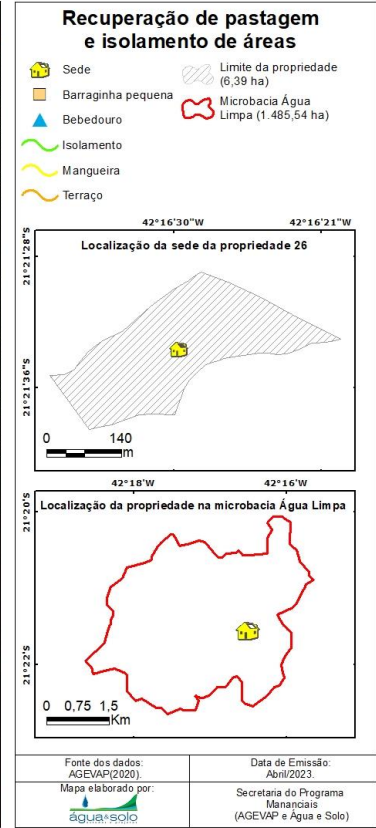 Recuperação de pastagem
e isolamento de áreas
Sede
Barraginha pequena
Bebedouro
Isolamento
Mangueira
Terraço
Limite da propriedade
(6,39 ha)
Microbacia Água
Limpa (1.485,54 ha)
42°16'30"W 42°16'21"W
Localização da sede da propriedade 26
21°21'28"S
21°21'36"S
0 140
m
42°18'W 42°16'W
Localização da propriedade na microbacia Água Limpa
21°20'S
21°22'S
0 0,75 1,5
Km
Fonte dos dados:
AGEVAP(2020).
Data de Emissão:
Abril/2023.
Mapa elaborado por:
água&solo
Secretaria do Programa
Mananciais
(AGEVAP e Água e Solo)